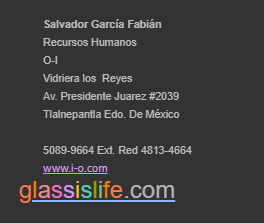 Salvador García Fabián
Recursos Humanos
O-I
Vidriera los Reyes
Av. Presidente Juarez #2039
Tlalnepantla Edo. De México
5089-9664 Ext. Red 4813-4664
www.i-o.com
glassislife.com